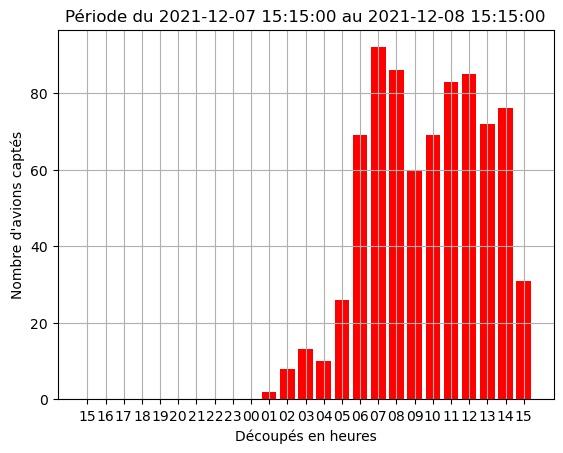 Période du 2021-12-07 15:15:00 au 2021-12-08 15:15:00
Nombre d'avions captés
80
60
40
20
0
15 16 17 18 19 20 21 22 23 00 01 02 03 04 05 06 07 08 09 10 11 12 13 14 15
Découpés en heures